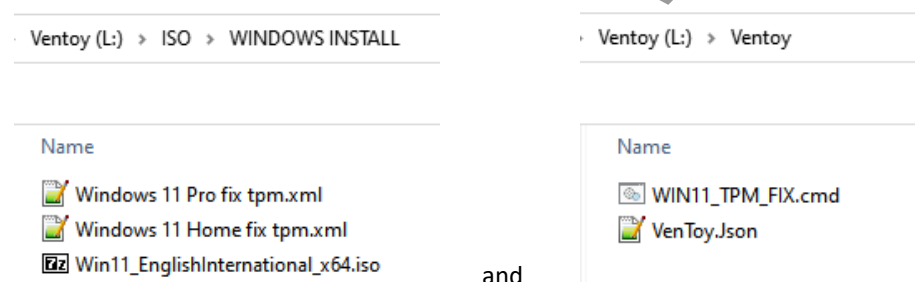 Ventoy (L:) > ISO > WINDOWS INSTALL
Name
Windows 11 Pro fix tpm.xml
Windows 11 Home fix tpm.xml
Win11_EnglishInternational_x64.iso
and
Ventoy (L:) > Ventoy
Name
WIN11_TPM_FIX.cmd
VenToy.Json